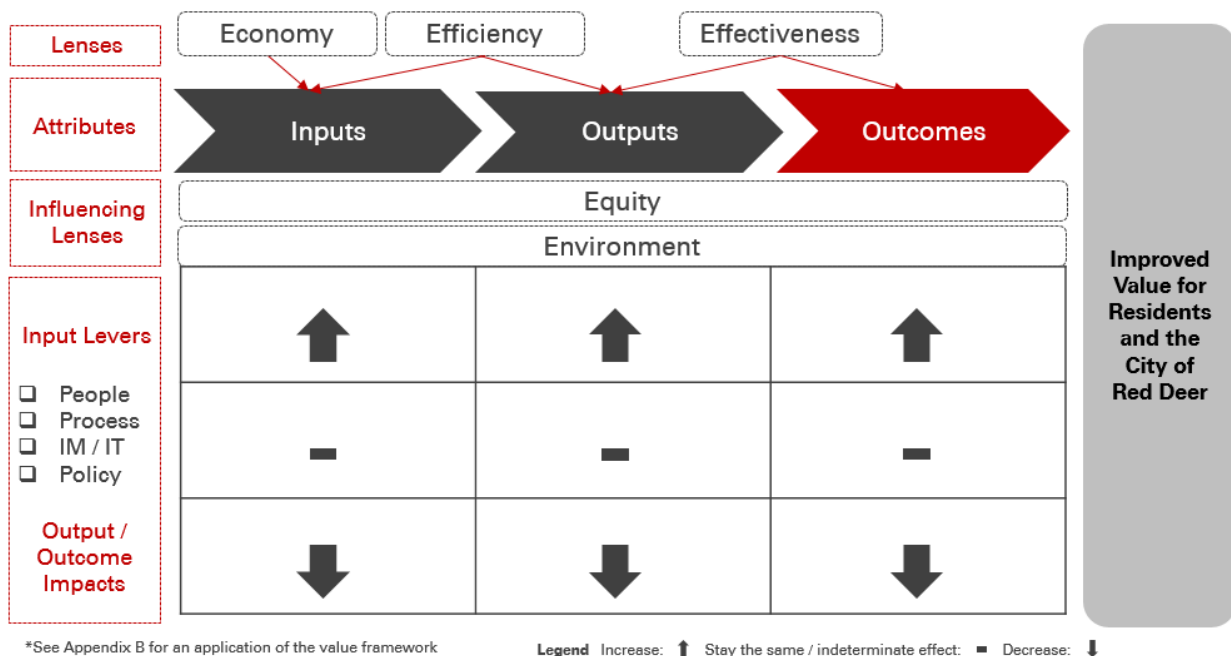 Lenses
Economy
Efficiency
Effectiveness
Attributes
Inputs
Outputs
Outcomes
Influencing
Lenses
Equity
Environment
Input Levers
❑ People
❑ Process
❑ IM / IT
❑ Policy
Output /
Outcome
Impacts
Improved
Value for
Residents
and the
City of
Red Deer
*See Appendix B for an application of the value framework
Legend Increase: ⬆ Stay the same / indeterminate effect: ▬ Decrease: ⬇